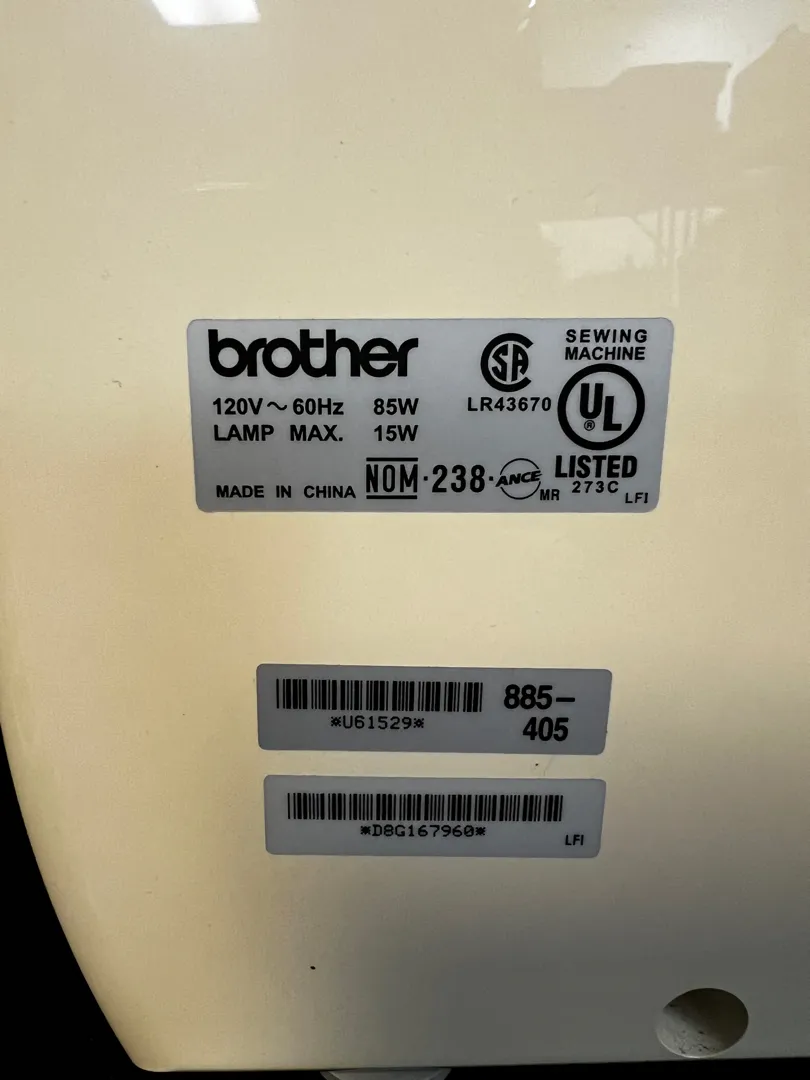 brother
120V～60Hz 85W
LAMP MAX. 15W
MADE IN CHINA
NOM·238·ANCE MR
CSA
LR43670
SEWING
MACHINE
UL
®
LISTED
273C
LFI
*U61529*
885-
405
*D8G167960*
LFI